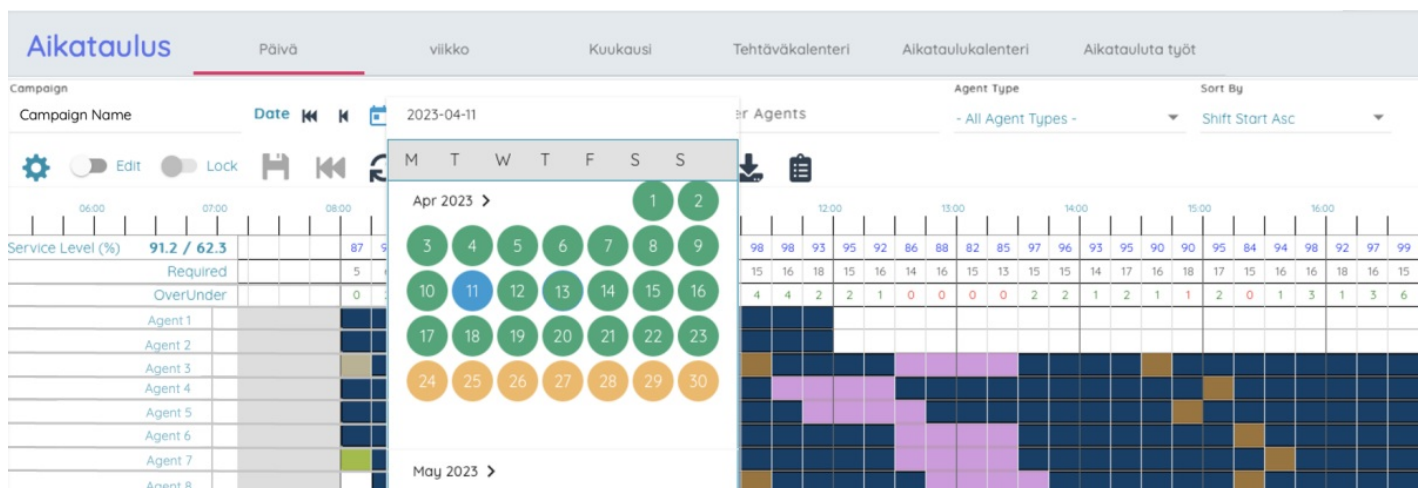 Aikataulus Päivä viikko Kuukausi Tehtäväkalenteri Aikataulukalenteri Aikatauluta työt
Campaign Agent Type Sort By
Campaign Name Date 2023-04-11 Agents - All Agent Types - Shift Start Asc
Edit Lock
M T W T F S S
Apr 2023
1 2
3 4 5 6 7 8 9
10 11 12 13 14 15 16
17 18 19 20 21 22 23
24 25 26 27 28 29 30
May 2023
06:00 07:00 08:00 12:00 13:00 14:00 15:00 16:00
Service Level (%) 91.2 / 62.3 87 98 98 93 95 92 86 88 82 85 97 96 93 95 90 90 95 84 94 98 92 97 99
Required 5 15 16 18 15 16 14 16 15 13 15 15 14 17 16 18 17 15 16 16 18 16 15
OverUnder 0 4 4 2 2 1 0 0 0 0 2 2 1 2 1 1 2 0 1 3 1 3 6
Agent 1
Agent 2
Agent 3
Agent 4
Agent 5
Agent 6
Agent 7
Agent 8